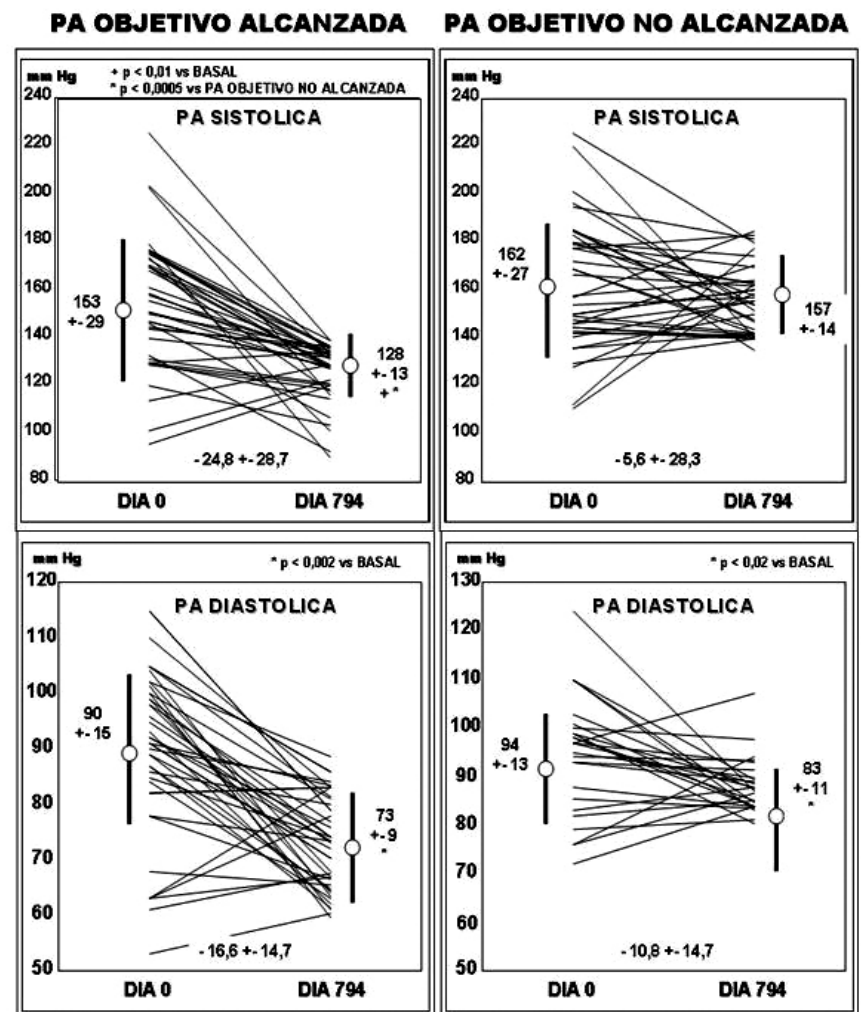 PA OBJETIVO ALCANZADA
PA OBJETIVO NO ALCANZADA
mm Hg
+ p < 0,01 vs BASAL
* p < 0,0005 vs PA OBJETIVO NO ALCANZADA
240
PA SISTOLICA
220
200
180
160
153
+- 29
140
128
+- 13
+ *
120
100
- 24,8 +- 28,7
80
DIA 0
DIA 794
mm Hg
240
PA SISTOLICA
220
200
180
162
+- 27
160
157
+- 14
140
120
100
- 5,6 +- 28,3
80
DIA 0
DIA 794
mm Hg
* p < 0,002 vs BASAL
120
PA DIASTOLICA
110
100
90
+- 15
90
80
73
+- 9
*
70
60
- 16,6 +- 14,7
50
DIA 0
DIA 794
mm Hg
* p < 0,02 vs BASAL
130
PA DIASTOLICA
120
110
100
94
+- 13
90
83
+- 11
*
80
70
60
- 10,8 +- 14,7
50
DIA 0
DIA 794